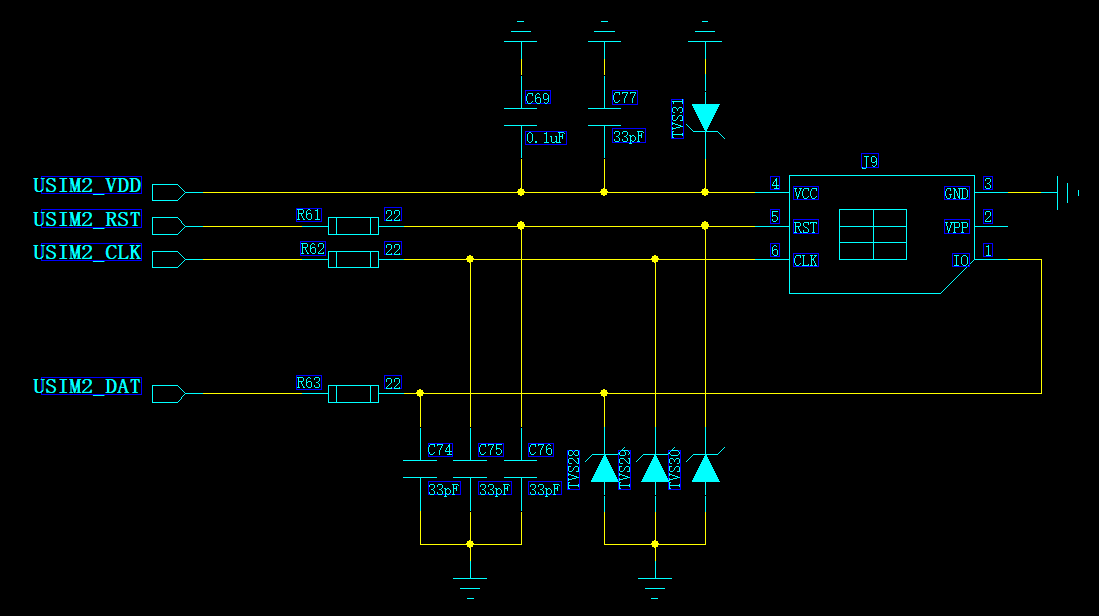 C69
C77
TVS31
0.1uF
33pF
J9
USIM2_VDD
4
VCC
GND
3
USIM2_RST
R61
22
5
RST
VPP
2
USIM2_CLK
R62
22
6
CLK
IO
1
USIM2_DAT
R63
22
C74
C75
C76
TVS28
TVS29
TVS30
33pF
33pF
33pF